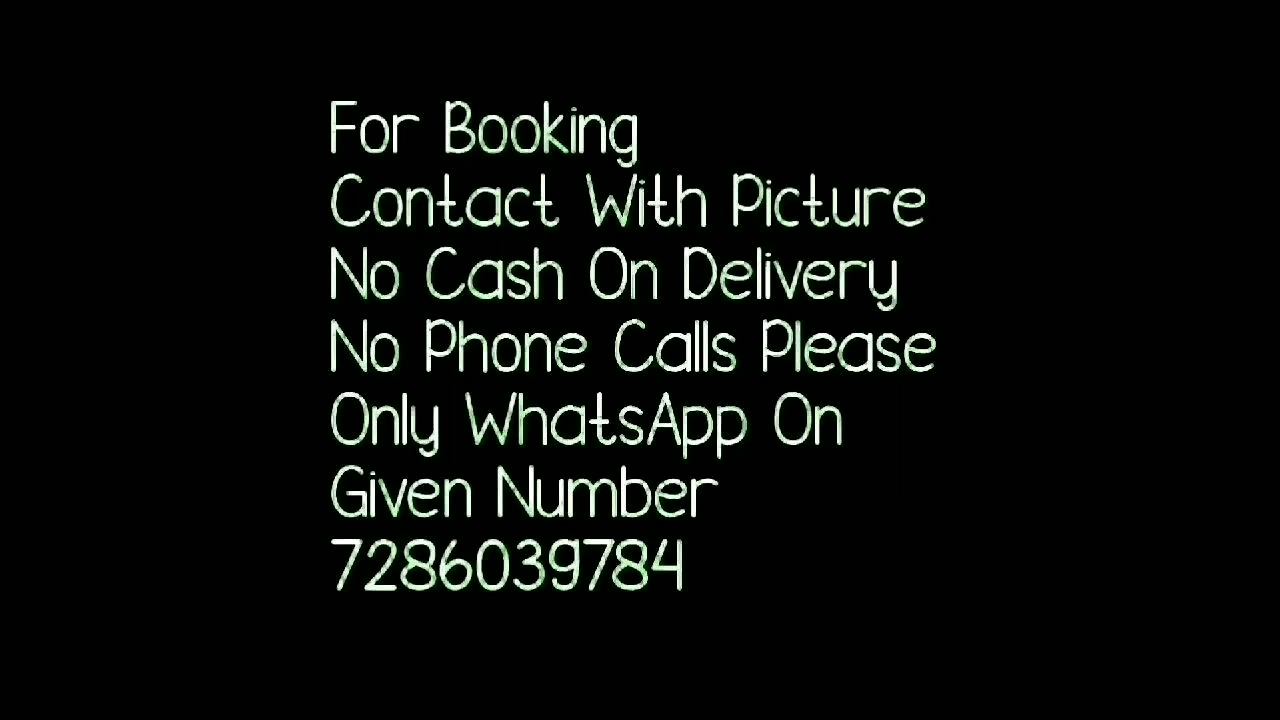 For Booking
Contact With Picture
No Cash On Delivery
No Phone Calls Please
Only WhatsApp On
Given Number
7286039784